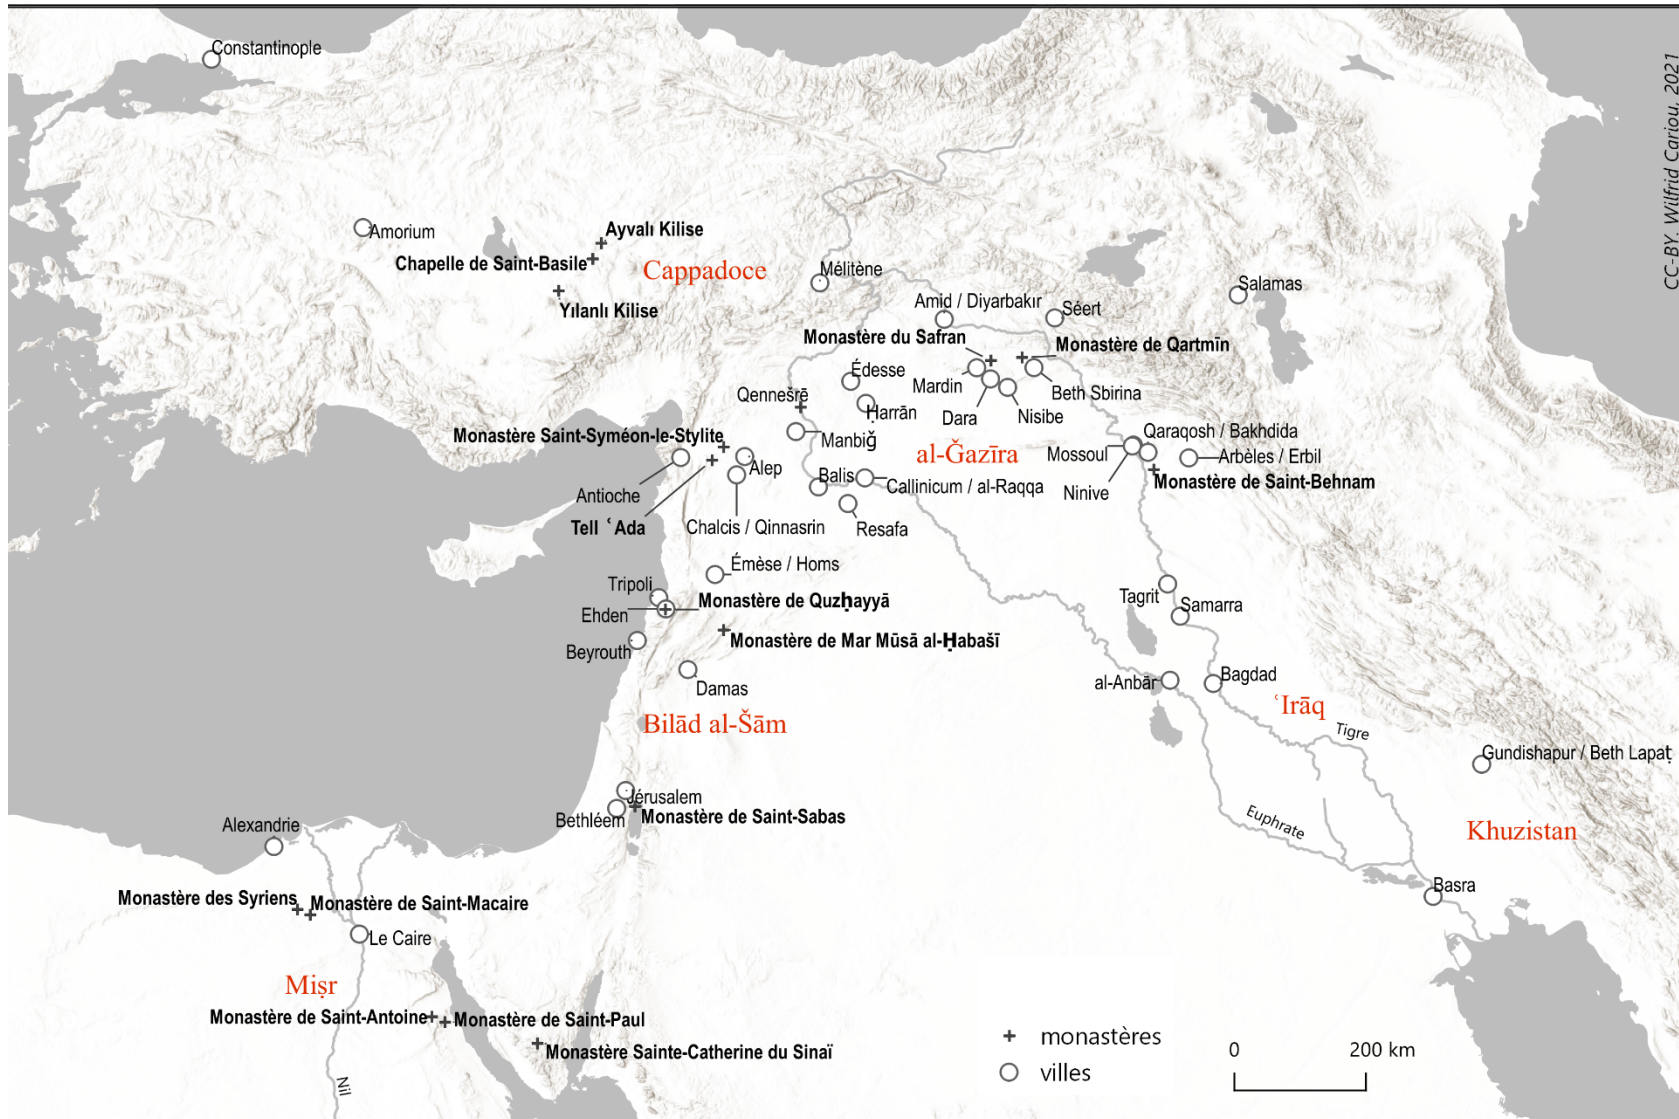 Constantinople
CC-BY, Wilfrid Cariou, 2021
Amorium
Ayvalı Kilise
Chapelle de Saint-Basile
Cappadoce
Yılanlı Kilise
Mélitène
Salamas
Amid / Diyarbakır
Séert
Monastère du Safran
Monastère de Qartmīn
Édesse
Mardin
Beth Sbirina
Qennešrē
Ḥarrān
Dara
Nisibe
Monastère Saint-Syméon-le-Stylite
Manbiǧ
al-Ǧazīra
Mossoul
Qaraqosh / Bakhdida
Arbèles / Erbil
Alep
Balis
Callinicum / al-Raqqa
Ninive
Monastère de Saint-Behnam
Antioche
Tell ʿAda
Chalcis / Qinnasrin
Resafa
Émèse / Homs
Tripoli
Ehden
Monastère de Quzḥayyā
Tagrit
Samarra
Beyrouth
Monastère de Mar Mūsā al-Ḥabašī
Damas
al-Anbār
Bagdad
Bilād al-Šām
ʿIrāq
Tigre
Gundishapur / Beth Lapaṭ
Jérusalem
Bethléem
Monastère de Saint-Sabas
Alexandrie
Euphrate
Khuzistan
Monastère des Syriens
Monastère de Saint-Macaire
Basra
Le Caire
Miṣr
Monastère de Saint-Antoine
Monastère de Saint-Paul
Monastère Sainte-Catherine du Sinaï
Nil
monastères
villes
0 200 km